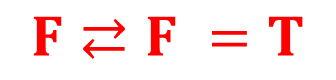 F ⇄ F = T